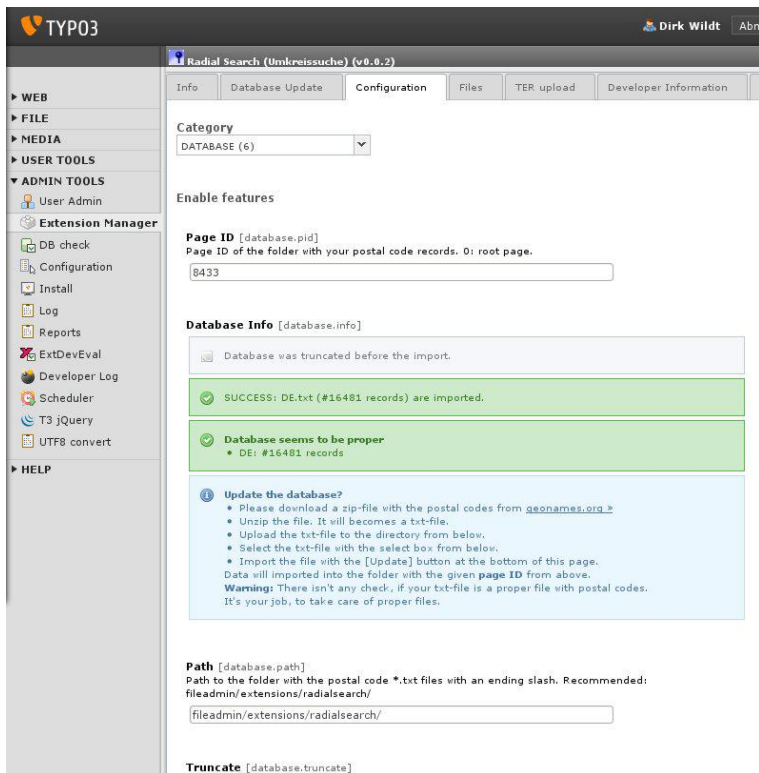 TYPO3
Dirk Wildt
Abn
Radial Search (Umkreissuche) (v0.0.2)
Info
Database Update
Configuration
Files
TER upload
Developer Information
WEB
FILE
MEDIA
USER TOOLS
ADMIN TOOLS
User Admin
Extension Manager
DB check
Configuration
Install
Log
Reports
ExtDevEval
Developer Log
Scheduler
T3 jQuery
UTF8 convert
HELP
Category
DATABASE (6)
Enable features
Page ID [database.pid]
Page ID of the folder with your postal code records. 0: root page.
8433
Database Info [database.info]
Database was truncated before the import.
SUCCESS: DE.txt (#16481 records) are imported.
Database seems to be proper
• DE: #16481 records
Update the database?
• Please download a zip-file with the postal codes from geonames.org »
• Unzip the file. It will becomes a txt-file.
• Upload the txt-file to the directory from below.
• Select the txt-file with the select box from below.
• Import the file with the [Update] button at the bottom of this page.
Data will imported into the folder with the given page ID from above.
Warning: There isn't any check, if your txt-file is a proper file with postal codes.
It's your job, to take care of proper files.
Path [database.path]
Path to the folder with the postal code *.txt files with an ending slash. Recommended:
fileadmin/extensions/radialsearch/
fileadmin/extensions/radialsearch/
Truncate [database.truncate]